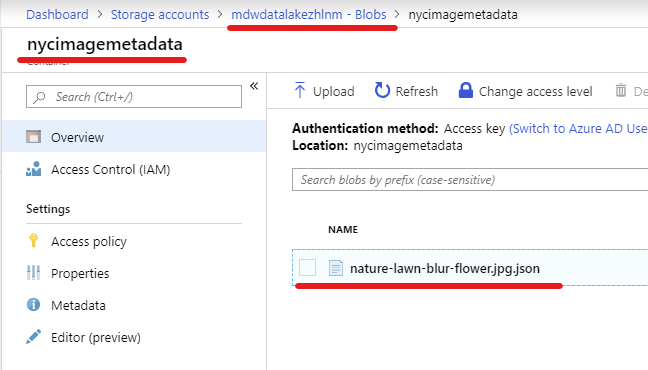 Dashboard > Storage accounts > mdwdatalakezhlnm - Blobs > nycimagemetadata
nycimagemetadata
Container
Search (Ctrl+/)
«
Upload Refresh Change access level De
Overview
Authentication method: Access key (Switch to Azure AD Use
Access Control (IAM)
Location: nycimagemetadata
Search blobs by prefix (case-sensitive)
Settings
Access policy
NAME
Properties
nature-lawn-blur-flower.jpg.json
Metadata
Editor (preview)